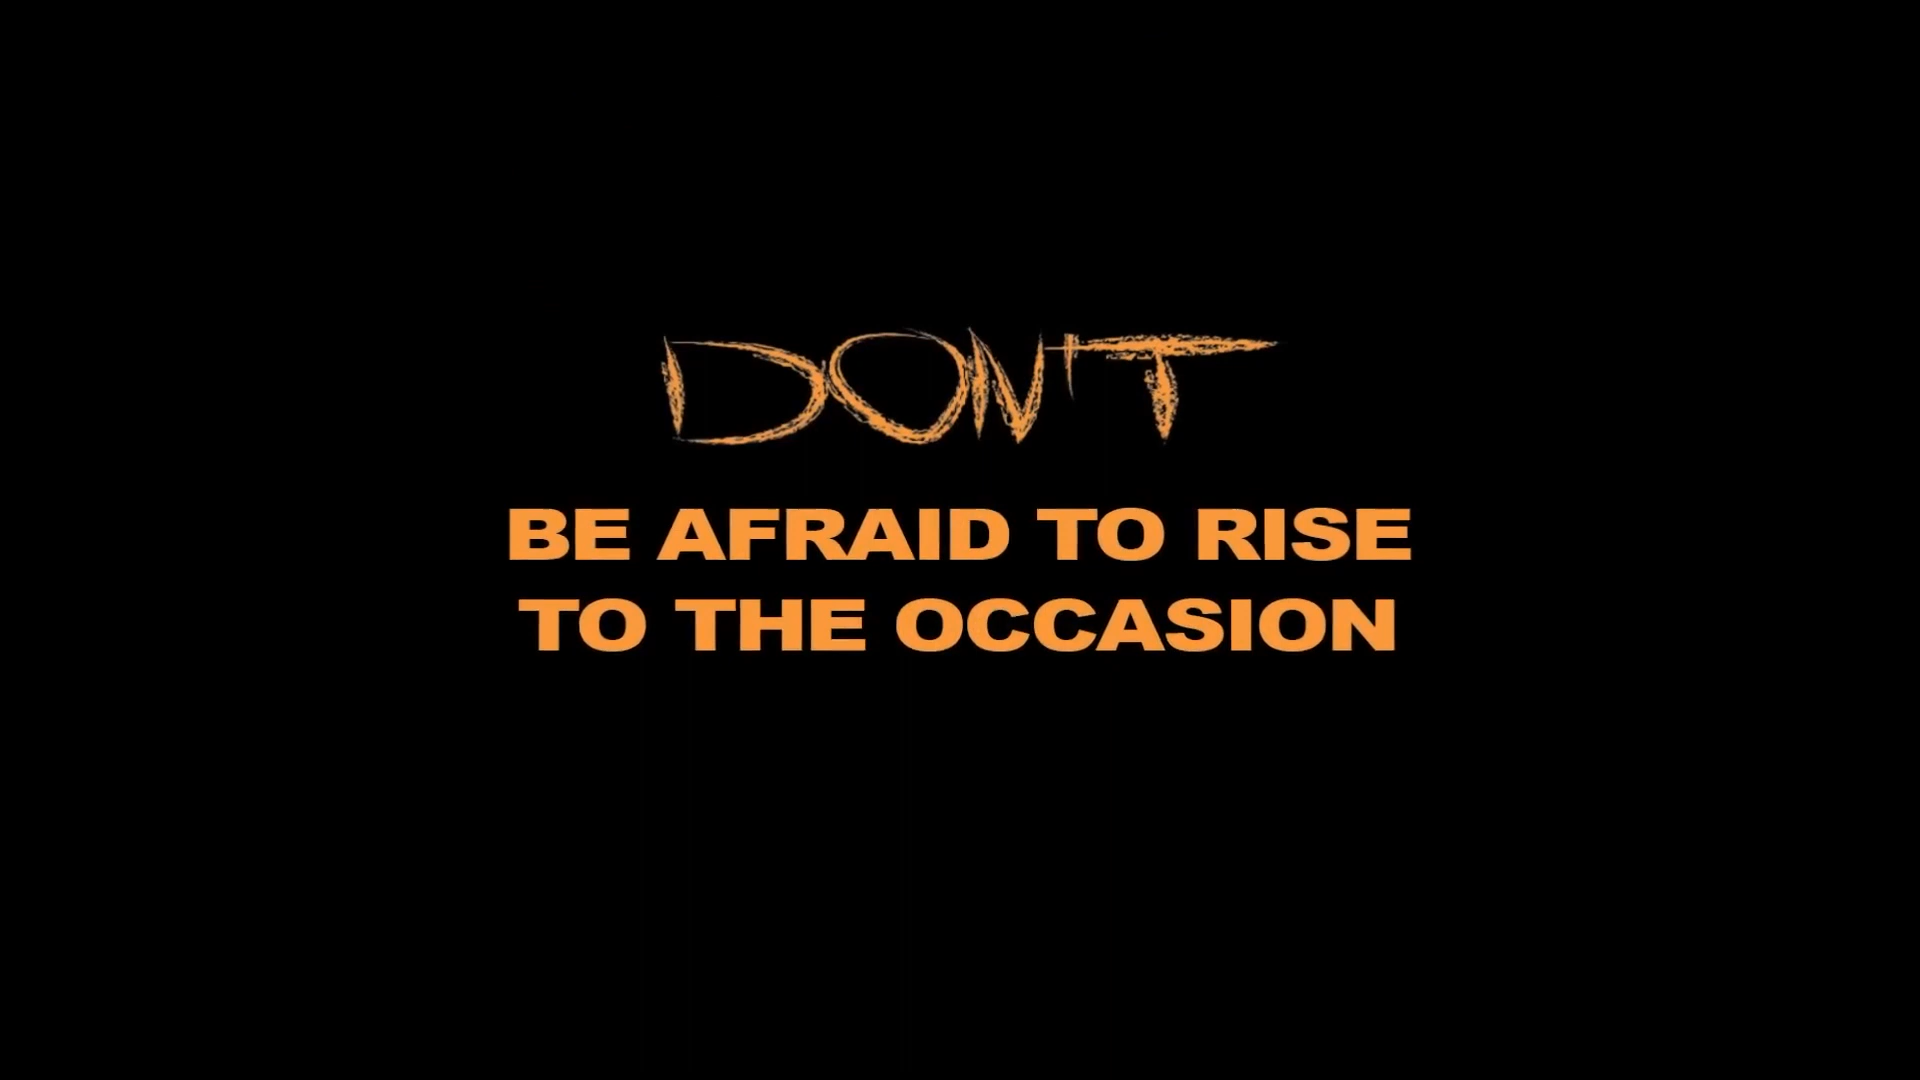 DON'T
BE AFRAID TO RISE
TO THE OCCASION